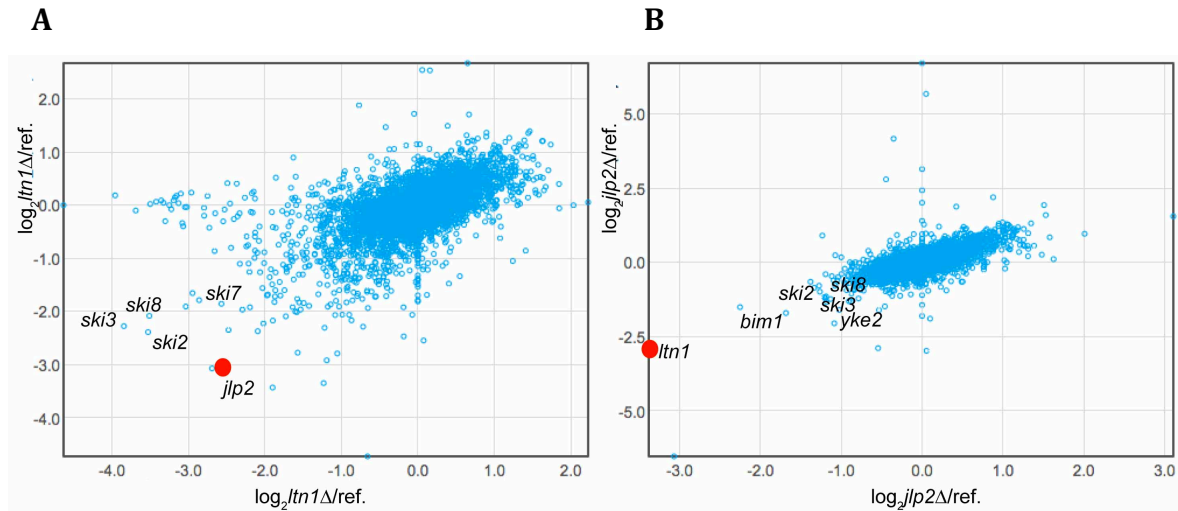 A
B
2.0
1.0
0.0
-1.0
-2.0
-3.0
-4.0
log2ltn1Δ/ref.
ski7
ski8
ski3
ski2
jlp2
-4.0
-3.0
-2.0
-1.0
0.0
1.0
2.0
log2ltn1Δ/ref.
5.0
2.5
0.0
-2.5
-5.0
log2jlp2Δ/ref.
ski8
ski2
ski3
bim1
yke2
ltn1
-3.0
-2.0
-1.0
0.0
1.0
2.0
3.0
log2jlp2Δ/ref.